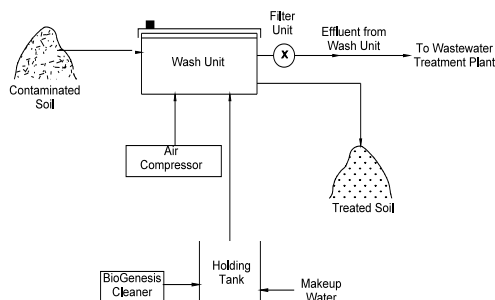 Filter
Unit
Effluent from
Wash Unit
To Wastewater
Treatment Plant
Wash Unit
Contaminated
Soil
X
Air
Compressor
Treated Soil
BioGenesis
Cleaner
Holding
Tank
Makeup
Water